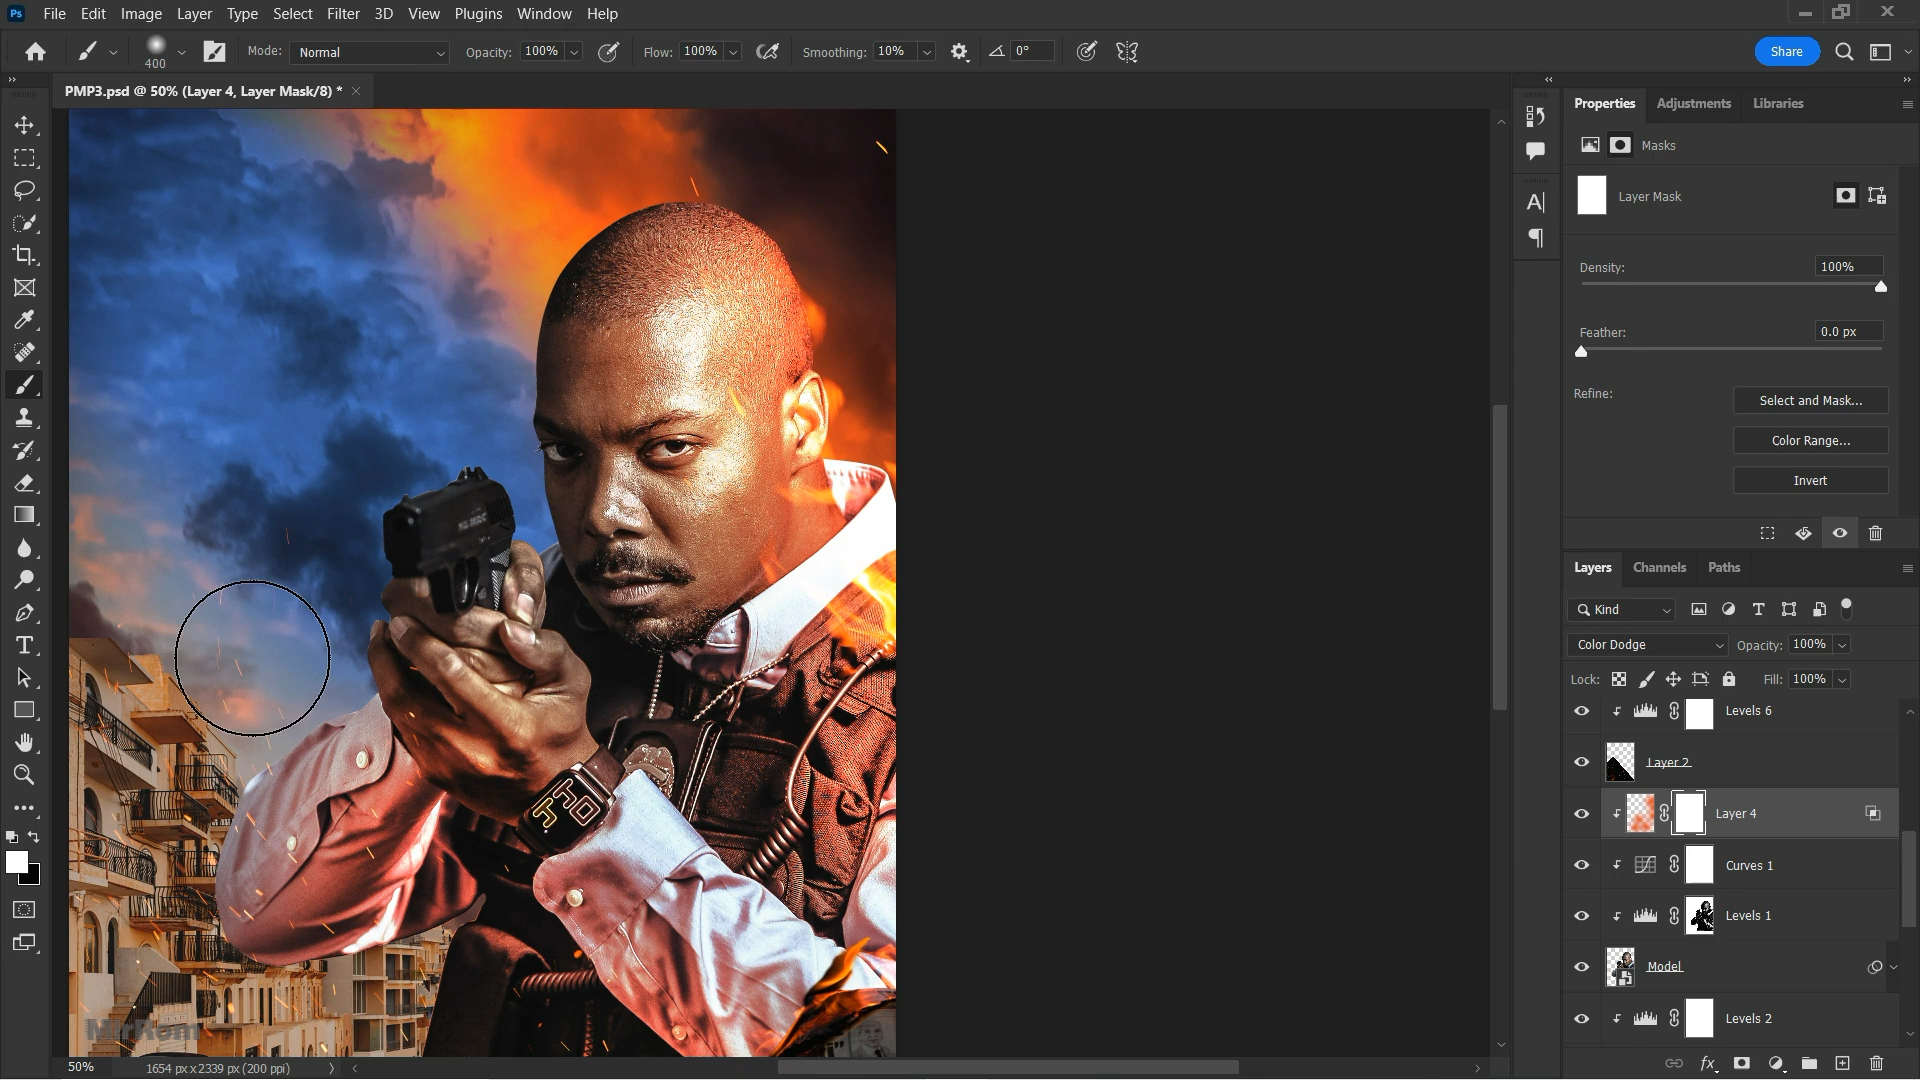 Ps File Edit Image Layer Type Select Filter 3D View Plugins Window Help
400 Mode: Normal Opacity: 100% Flow: 100% Smoothing: 10% 0° Share
PMP3.psd @ 50% (Layer 4, Layer Mask/8) *
Properties Adjustments Libraries
Masks
Layer Mask
Density: 100%
Feather: 0.0 px
Refine: Select and Mask...
Color Range...
Invert
Layers Channels Paths
Kind
Color Dodge Opacity: 100%
Lock: Fill: 100%
Levels 6
Layer 2
Layer 4
Curves 1
Levels 1
Model
Levels 2
MirRom
50% 1654 px x 2339 px (200 ppi)